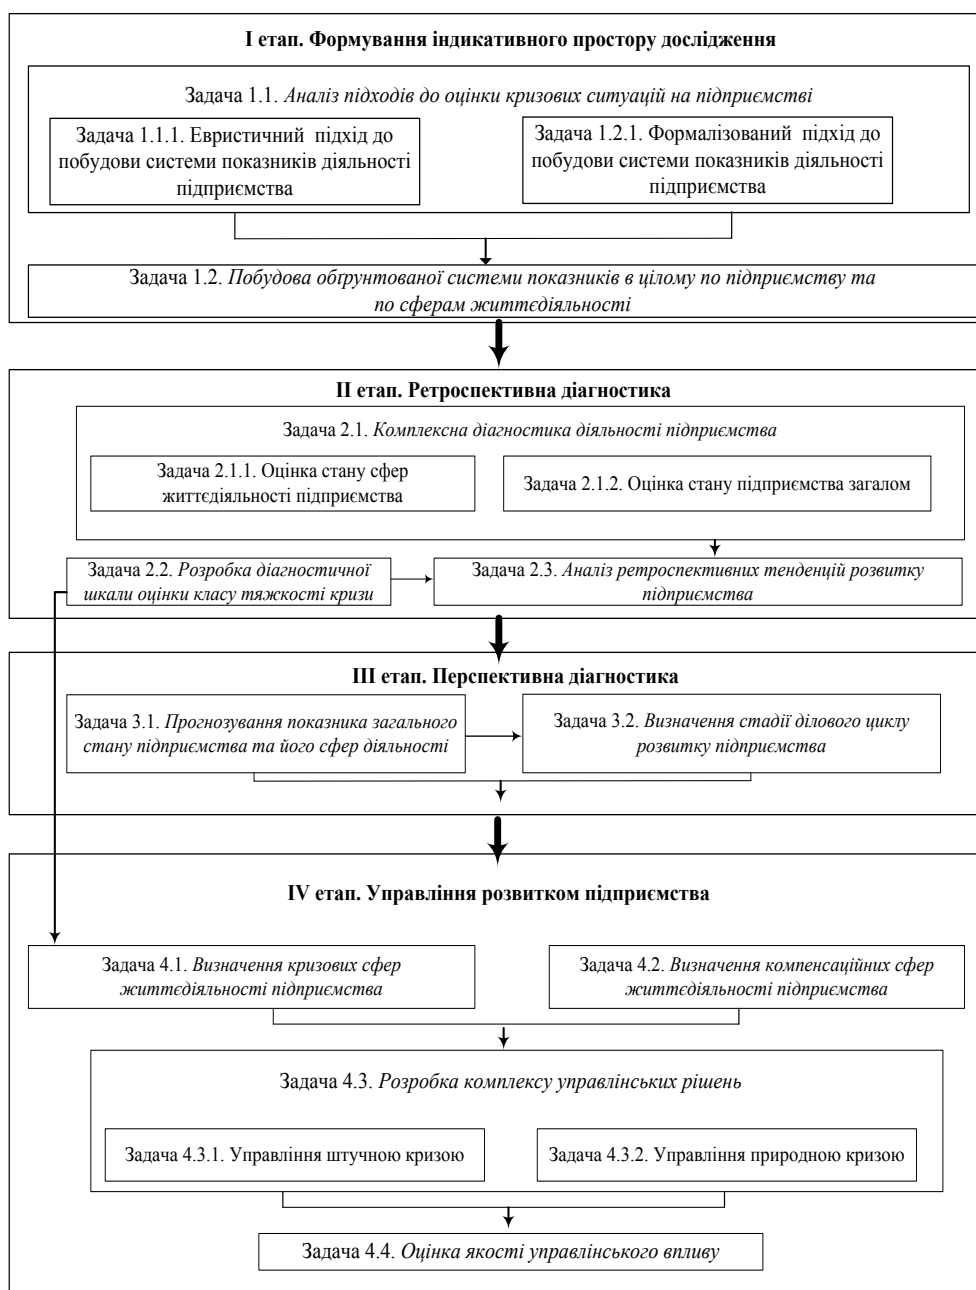 I етап. Формування індикативного простору дослідження
Задача 1.1. Аналіз підходів до оцінки кризових ситуацій на підприємстві
Задача 1.1.1. Евристичний підхід до
побудови системи показників діяльності
підприємства
Задача 1.2.1. Формалізований підхід до
побудови системи показників діяльності
підприємства
Задача 1.2. Побудова обґрунтованої системи показників в цілому по підприємству та
по сферам життєдіяльності
II етап. Ретроспективна діагностика
Задача 2.1. Комплексна діагностика діяльності підприємства
Задача 2.1.1. Оцінка стану сфер
життєдіяльності підприємства
Задача 2.1.2. Оцінка стану підприємства загалом
Задача 2.2. Розробка діагностичної
шкали оцінки класу тяжкості кризи
Задача 2.3. Аналіз ретроспективних тенденцій розвитку
підприємства
III етап. Перспективна діагностика
Задача 3.1. Прогнозування показника загального
стану підприємства та його сфер діяльності
Задача 3.2. Визначення стадії ділового циклу
розвитку підприємства
IV етап. Управління розвитком підприємства
Задача 4.1. Визначення кризових сфер
життєдіяльності підприємства
Задача 4.2. Визначення компенсаційних сфер
життєдіяльності підприємства
Задача 4.3. Розробка комплексу управлінських рішень
Задача 4.3.1. Управління штучною кризою
Задача 4.3.2. Управління природною кризою
Задача 4.4. Оцінка якості управлінського впливу